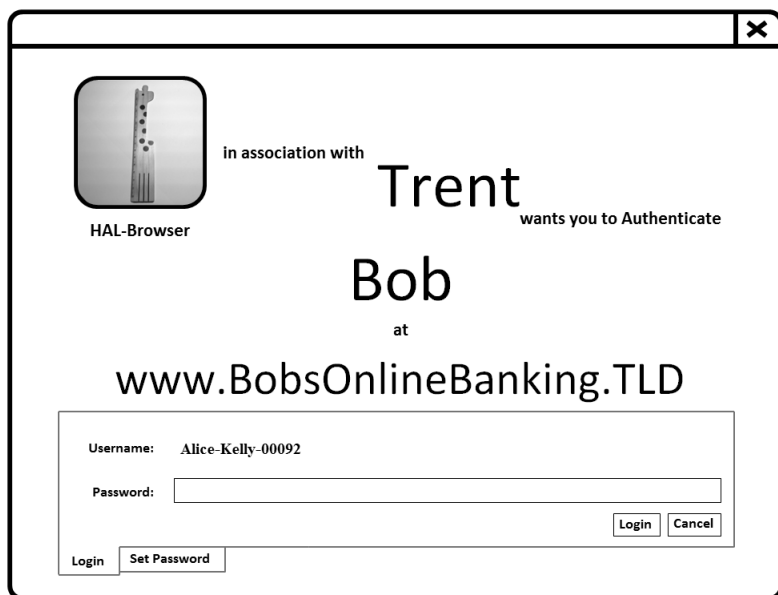 in association with
Trent
wants you to Authenticate
HAL-Browser
Bob
at
www.BobsOnlineBanking.TLD
Username: Alice-Kelly-00092
Password:
Login Cancel
Login Set Password